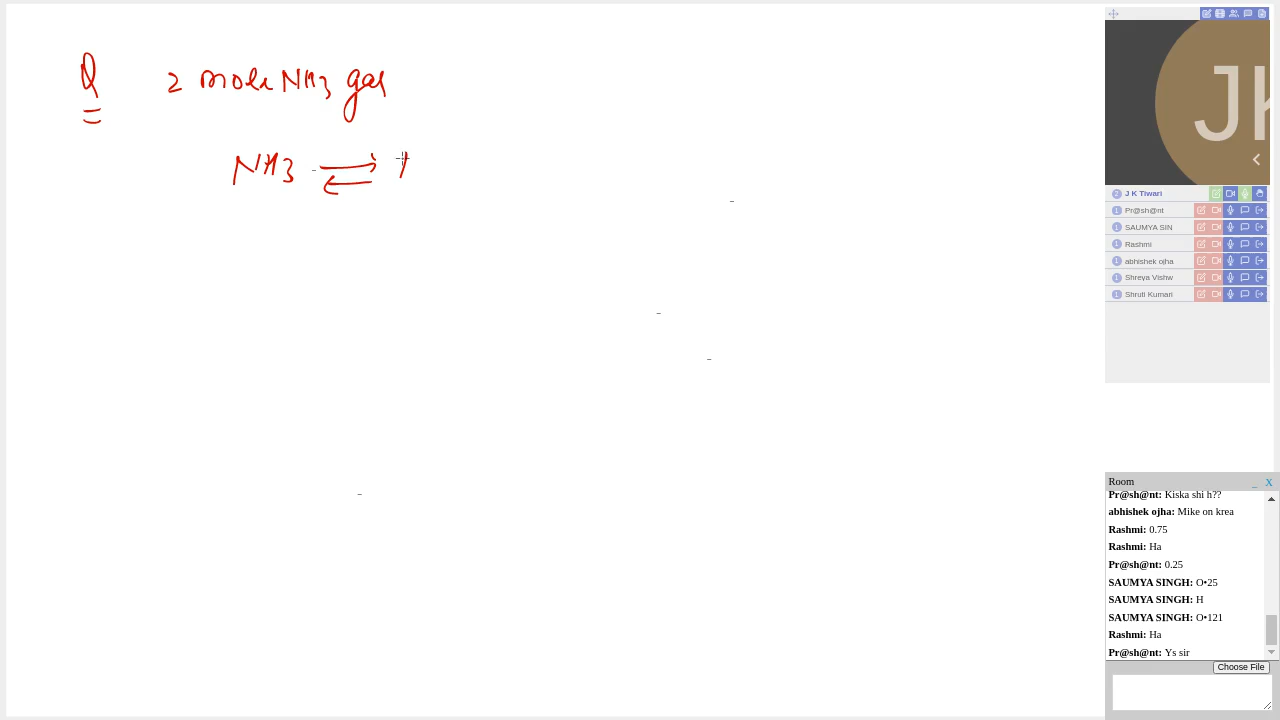 Q 2 mole NH3 gas
NH3 ⇌
JK
J K Tiwari
Pr@sh@nt
SAUMYA SIN
Rashmi
abhishek ojha
Shreya Vishw
Shruti Kumari
Room _ X
Pr@sh@nt: Kiska shi h??
abhishek ojha: Mike on krea
Rashmi: 0.75
Rashmi: Ha
Pr@sh@nt: 0.25
SAUMYA SINGH: O•25
SAUMYA SINGH: H
SAUMYA SINGH: O•121
Rashmi: Ha
Pr@sh@nt: Ys sir
Choose File